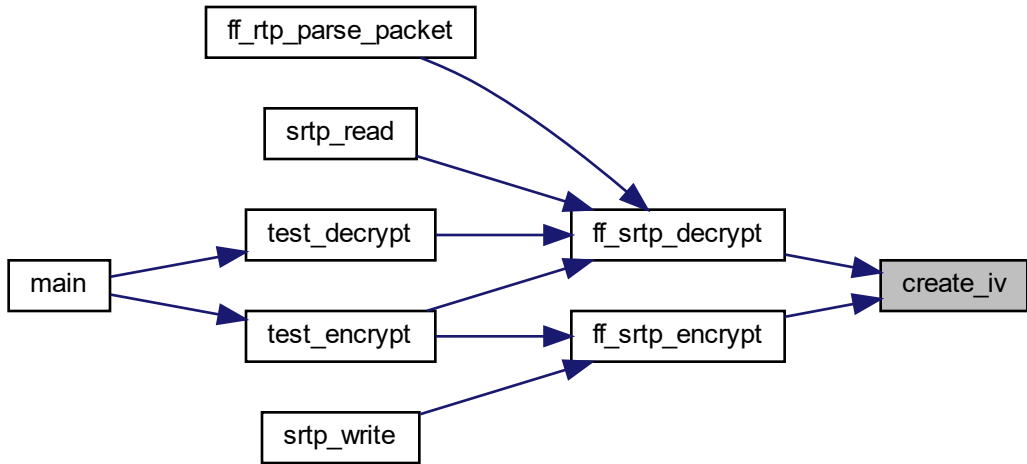 ff_rtp_parse_packet
srtp_read
test_decrypt
ff_srtp_decrypt
main
create_iv
test_encrypt
ff_srtp_encrypt
srtp_write